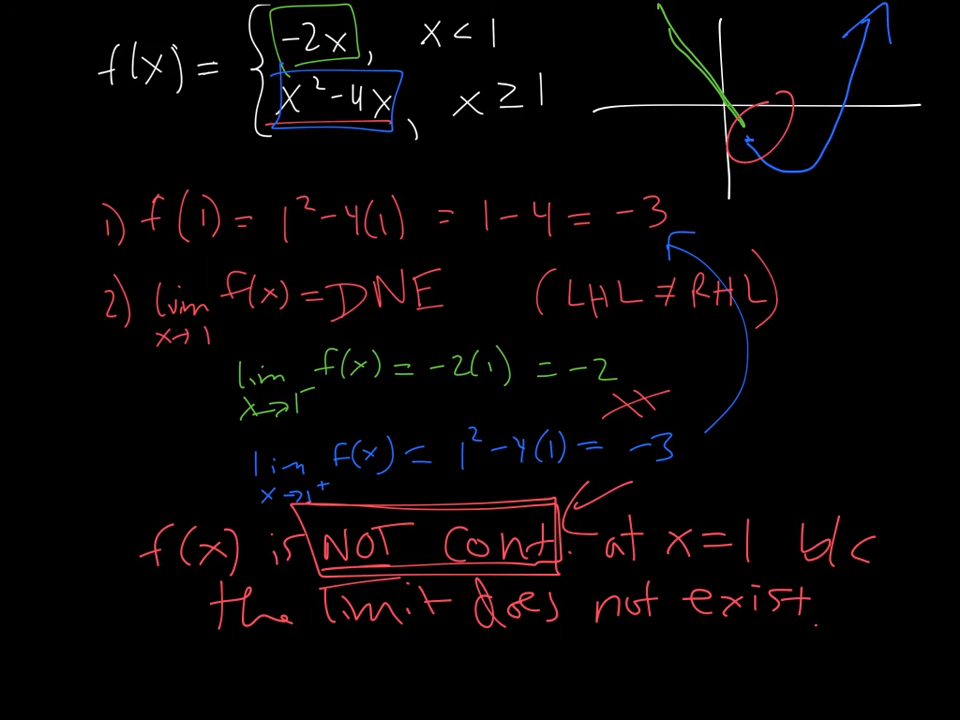 f(x) = { -2x, x < 1
x² - 4x, x ≥ 1
1) f(1) = 1² - 4(1) = 1 - 4 = -3
2) lim x→1 f(x) = DNE (LHL ≠ RHL)
lim x→1⁻ f(x) = -2(1) = -2
lim x→1⁺ f(x) = 1² - 4(1) = -3
f(x) is NOT Cont. at x = 1 b/c
the limit does not exist.